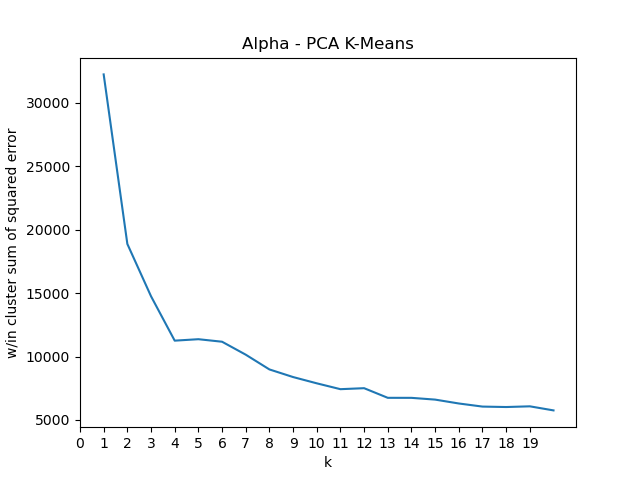 Alpha - PCA K-Means
w/in cluster sum of squared error
30000
25000
20000
15000
10000
5000
0 1 2 3 4 5 6 7 8 9 10 11 12 13 14 15 16 17 18 19
k